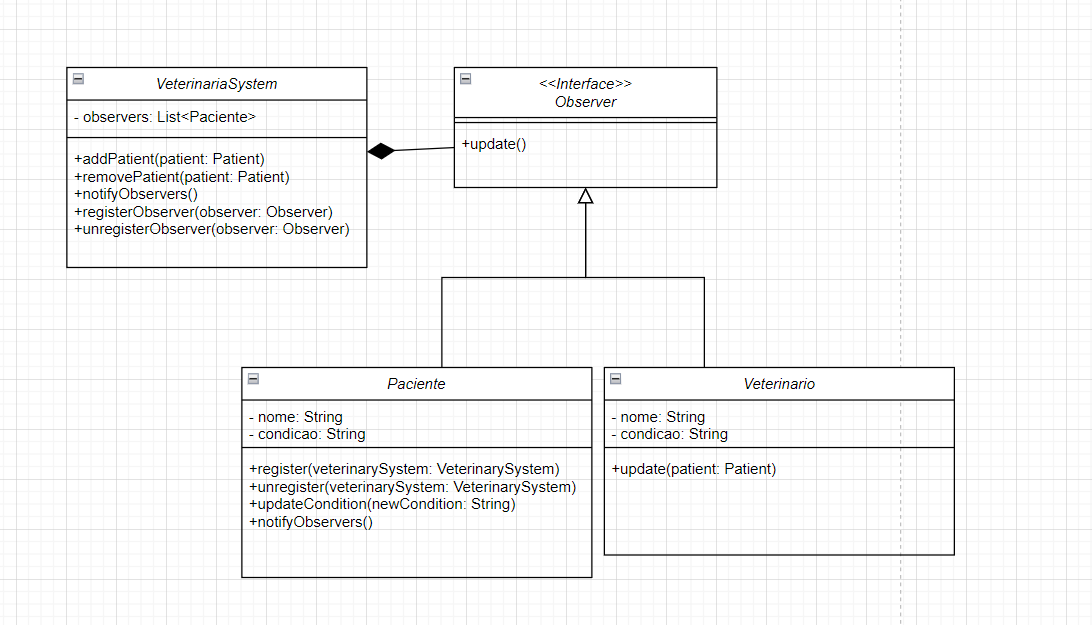 VeterinariaSystem
- observers: List<Paciente>
+addPatient(patient: Patient)
+removePatient(patient: Patient)
+notifyObservers()
+registerObserver(observer: Observer)
+unregisterObserver(observer: Observer)
<<Interface>>
Observer
+update()
Paciente
- nome: String
- condicao: String
+register(veterinarySystem: VeterinarySystem)
+unregister(veterinarySystem: VeterinarySystem)
+updateCondition(newCondition: String)
+notifyObservers()
Veterinario
- nome: String
- condicao: String
+update(patient: Patient)